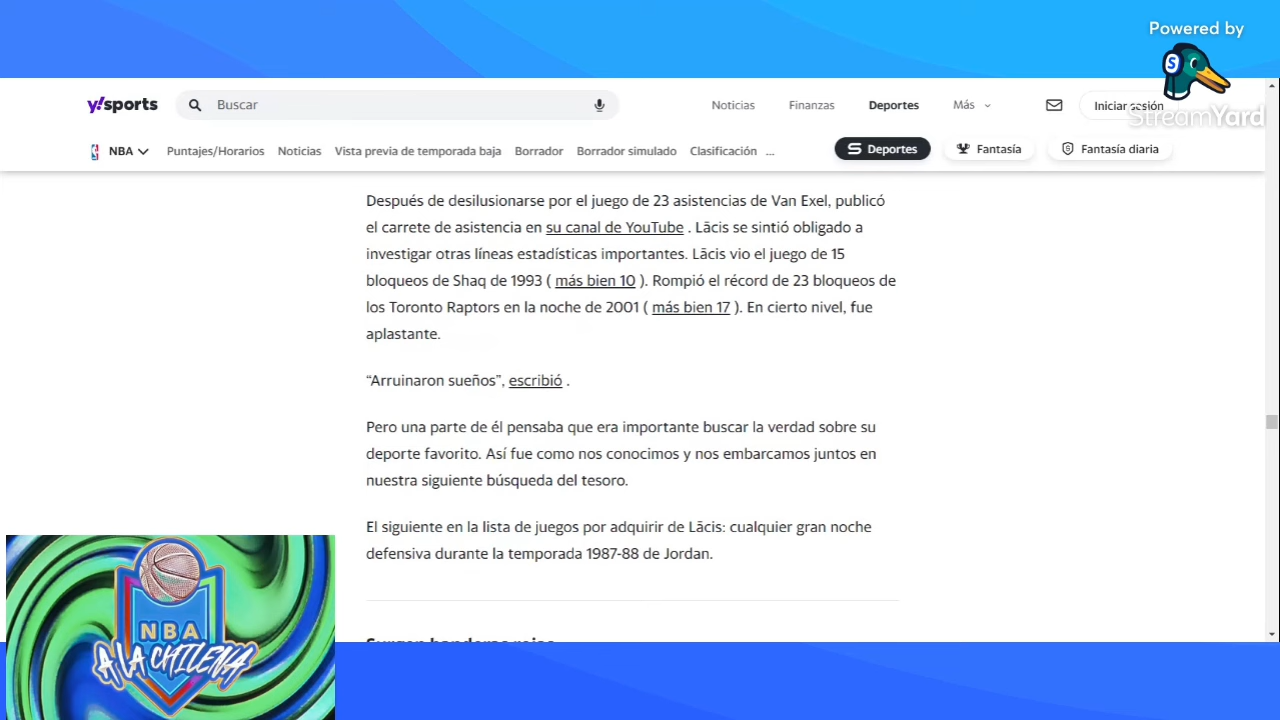 Powered by
StreamYard
y!sports
Buscar
Noticias
Finanzas
Deportes
Más
Iniciar sesión
NBA
Puntajes/Horarios
Noticias
Vista previa de temporada baja
Borrador
Borrador simulado
Clasificación
...
Deportes
Fantasía
Fantasía diaria
Después de desilusionarse por el juego de 23 asistencias de Van Exel, publicó
el carrete de asistencia en su canal de YouTube . Lācis se sintió obligado a
investigar otras líneas estadísticas importantes. Lācis vio el juego de 15
bloqueos de Shaq de 1993 ( más bien 10 ). Rompió el récord de 23 bloqueos de
los Toronto Raptors en la noche de 2001 ( más bien 17 ). En cierto nivel, fue
aplastante.
“Arruinaron sueños”, escribió .
Pero una parte de él pensaba que era importante buscar la verdad sobre su
deporte favorito. Así fue como nos conocimos y nos embarcamos juntos en
nuestra siguiente búsqueda del tesoro.
El siguiente en la lista de juegos por adquirir de Lācis: cualquier gran noche
defensiva durante la temporada 1987-88 de Jordan.
NBA
A LA CHILENA